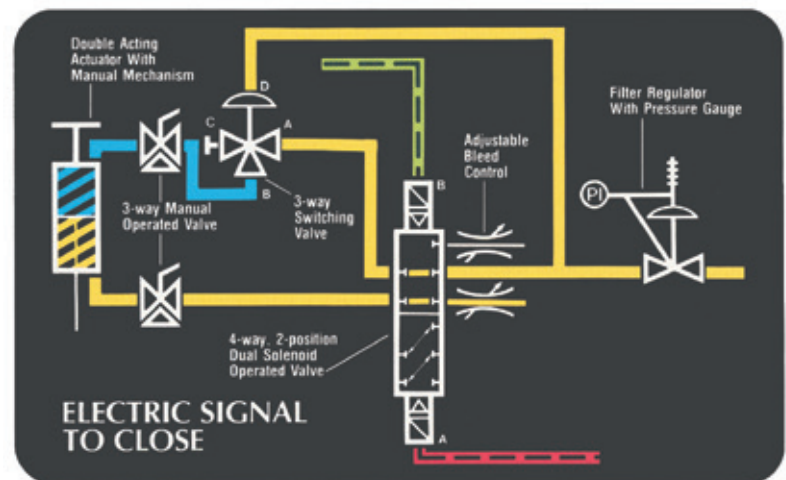 Double Acting
Actuator With
Manual Mechanism
D
C
A
B
3-way Manual
Operated Valve
3-way
Switching
Valve
Adjustable
Bleed
Control
Filter Regulator
With Pressure Gauge
PI
B
4-way, 2-position
Dual Solenoid
Operated Valve
A
ELECTRIC SIGNAL
TO CLOSE